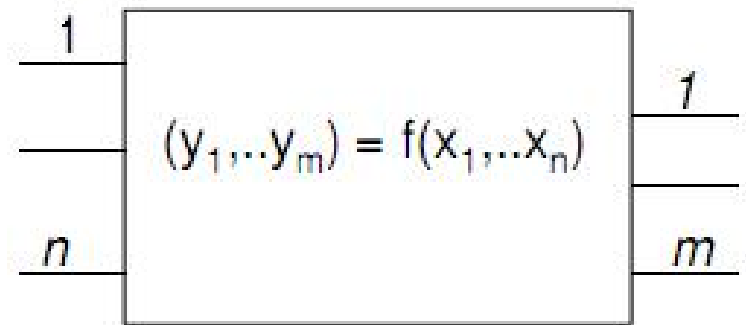 1
1
(y₁,..yₘ) = f(x₁,..xₙ)
n
m